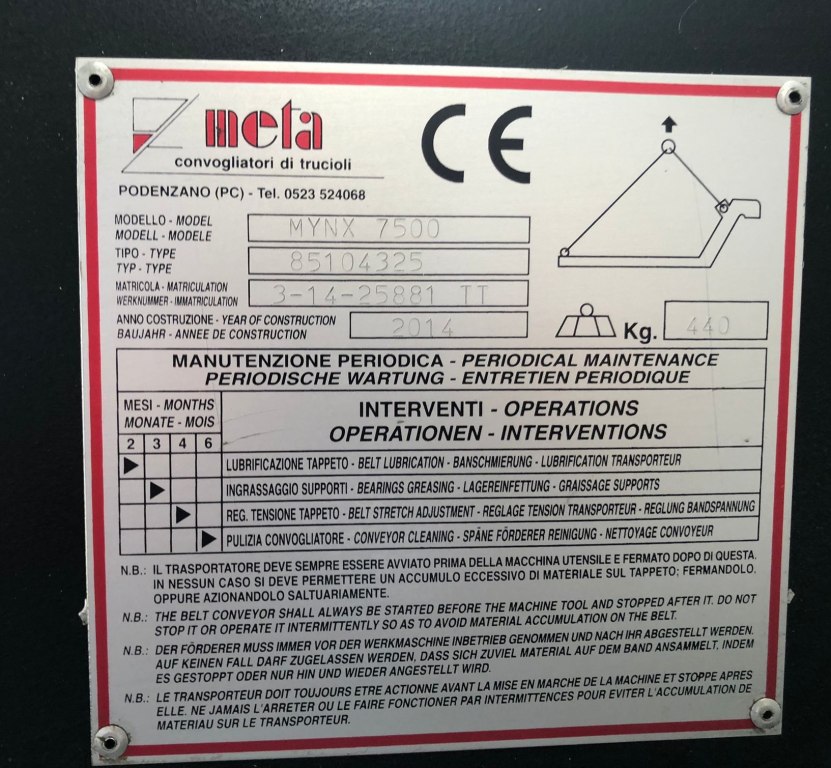 meta
convogliatori di trucioli
CE
PODENZANO (PC) - Tel. 0523 524068
MODELLO - MODEL
MODELL - MODELE
MYNX 7500
TIPO - TYPE
TYP - TYPE
85104325
MATRICOLA - MATRICULATION
WERKNUMMER - IMMATRICULATION
3-14-25881 TT
ANNO COSTRUZIONE - YEAR OF CONSTRUCTION
BAUJAHR - ANNEE DE CONSTRUCTION
2014
Kg. 440
MANUTENZIONE PERIODICA - PERIODICAL MAINTENANCE
PERIODISCHE WARTUNG - ENTRETIEN PERIODIQUE
MESI - MONTHS
MONATE - MOIS
2 3 4 6
INTERVENTI - OPERATIONS
OPERATIONEN - INTERVENTIONS
LUBRIFICAZIONE TAPPETO - BELT LUBRICATION - BANSCHMIERUNG - LUBRIFICATION TRANSPORTEUR
INGRASSAGGIO SUPPORTI - BEARINGS GREASING - LAGEREINFETTUNG - GRAISSAGE SUPPORTS
REG. TENSIONE TAPPETO - BELT STRETCH ADJUSTMENT - REGLAGE TENSION TRANSPORTEUR - REGLUNG BANDSPANNUNG
PULIZIA CONVOGLIATORE - CONVEYOR CLEANING - SPÄNE FÖRDERER REINIGUNG - NETTOYAGE CONVOYEUR
N.B.: IL TRASPORTATORE DEVE SEMPRE ESSERE AVVIATO PRIMA DELLA MACCHINA UTENSILE E FERMATO DOPO DI QUESTA.
IN NESSUN CASO SI DEVE PERMETTERE UN ACCUMULO ECCESSIVO DI MATERIALE SUL TAPPETO; FERMANDOLO.
OPPURE AZIONANDOLO SALTUARIAMENTE.
N.B.: THE BELT CONVEYOR SHALL ALWAYS BE STARTED BEFORE THE MACHINE TOOL AND STOPPED AFTER IT. DO NOT
STOP IT OR OPERATE IT INTERMITTENTLY SO AS TO AVOID MATERIAL ACCUMULATION ON THE BELT.
N.B.: DER FÖRDERER MUSS IMMER VOR DER WERKMASCHINE INBETRIEB GENOMMEN UND NACH IHR ABGESTELLT WERDEN.
AUF KEINEN FALL DARF ZUGELASSEN WERDEN, DASS SICH ZUVIEL MATERIAL AUF DEM BAND ANSAMMELT, INDEM
ES GESTOPPT ODER NUR HIN UND WIEDER ANGESTELLT WIRD.
N.B.: LE TRANSPORTEUR DOIT TOUJOURS ETRE ACTIONNE AVANT LA MISE EN MARCHE DE LA MACHINE ET STOPPE APRES
ELLE. NE JAMAIS L'ARRETER OU LE FAIRE FONCTIONER PAR INTERMITTENCES POUR EVITER L'ACCUMULATION DE
MATERIAU SUR LE TRANSPORTEUR.